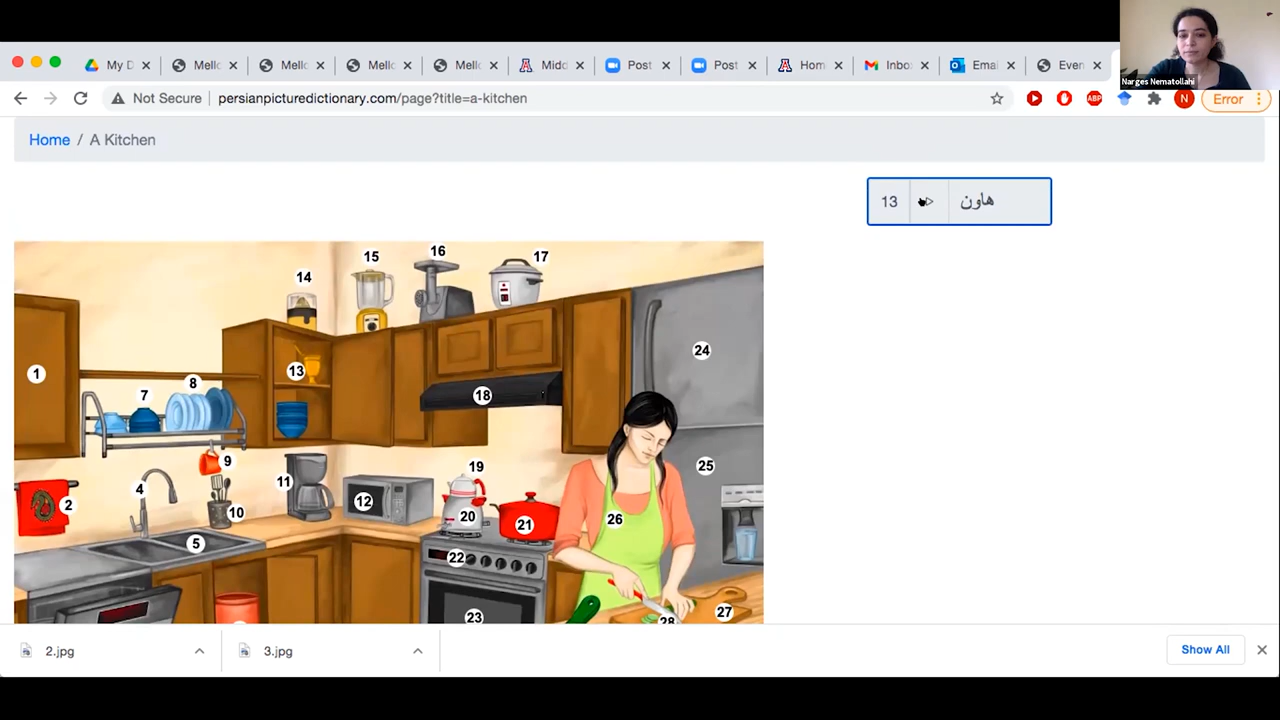 My D
Mello
Mello
Mello
Mello
Midd
Post
Post
Hom
Inbo
Emai
Even
Narges Nematollahi
Not Secure
persianpicturedictionary.com/page?title=a-kitchen
ABP
N
Error
Home / A Kitchen
13
هاون
14
15
16
17
1
7
8
13
18
24
2
4
9
10
11
12
19
20
21
25
5
22
26
23
27
28
2.jpg
3.jpg
Show All